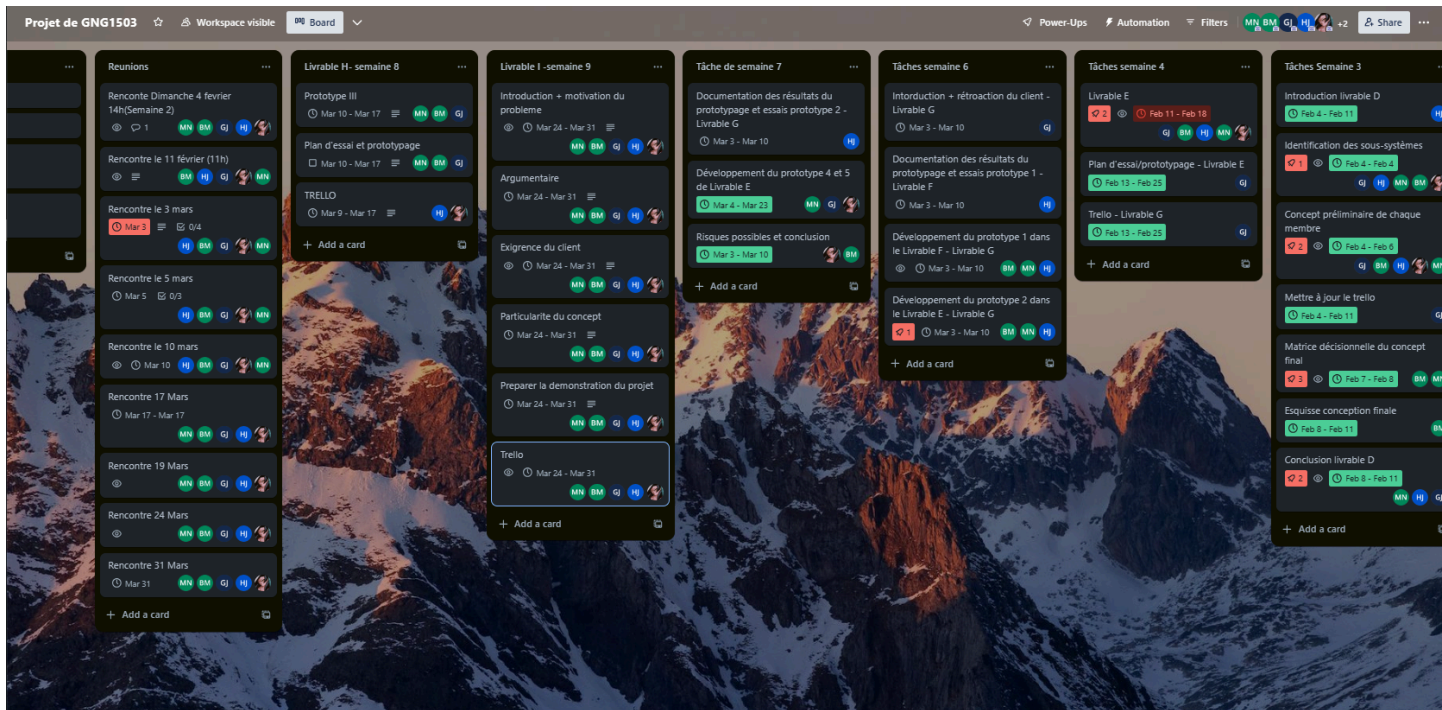 Projet de GNG1503
Workspace visible
Board
Power-Ups
Automation
Filters
MN BM GJ HJ
+2
Share
Reunions
Renconte Dimanche 4 fevrier
14h(Semaine 2)
1
MN BM GJ HJ
Rencontre le 11 février (11h)
BM HJ GJ MN
Rencontre le 3 mars
Mar 3 0/4
HJ BM GJ MN
Rencontre le 5 mars
Mar 5 0/3
HJ BM GJ MN
Rencontre le 10 mars
Mar 10 HJ BM GJ MN
Rencontre 17 Mars
Mar 17 - Mar 17
MN BM GJ HJ
Rencontre 19 Mars
MN BM GJ HJ
Rencontre 24 Mars
MN BM GJ HJ
Rencontre 31 Mars
Mar 31 MN BM GJ HJ
+ Add a card
Livrable H- semaine 8
Prototype III
Mar 10 - Mar 17 MN BM GJ
Plan d'essai et prototypage
Mar 10 - Mar 17 MN BM GJ
TRELLO
Mar 9 - Mar 17 HJ
+ Add a card
Livrable I -semaine 9
Introduction + motivation du
probleme
Mar 24 - Mar 31
MN BM GJ HJ
Argumentaire
Mar 24 - Mar 31
MN BM GJ HJ
Exigrence du client
Mar 24 - Mar 31
MN BM GJ HJ
Particularite du concept
Mar 24 - Mar 31
MN BM GJ HJ
Preparer la demonstration du projet
Mar 24 - Mar 31
MN BM GJ HJ
Trello
Mar 24 - Mar 31
MN BM GJ HJ
+ Add a card
Tâche de semaine 7
Documentation des résultats du
prototypage et essais prototype 2 -
Livrable G
Mar 3 - Mar 10 HJ
Développement du prototype 4 et 5
de Livrable E
Mar 4 - Mar 23 MN GJ
Risques possibles et conclusion
Mar 3 - Mar 10 BM
+ Add a card
Tâches semaine 6
Intorduction + rétroaction du client -
Livrable G
Mar 3 - Mar 10 GJ
Documentation des résultats du
prototypage et essais prototype 1 -
Livrable F
Mar 3 - Mar 10 HJ
Développement du prototype 1 dans
le Livrable F - Livrable G
Mar 3 - Mar 10 BM MN HJ
Développement du prototype 2 dans
le Livrable E - Livrable G
1 Mar 3 - Mar 10 BM MN HJ
+ Add a card
Tâches semaine 4
Livrable E
2 Feb 11 - Feb 18
GJ BM HJ MN
Plan d'essai/prototypage - Livrable E
Feb 13 - Feb 25 GJ
Trello - Livrable G
Feb 13 - Feb 25 GJ
+ Add a card
Tâches Semaine 3
Introduction livrable D
Feb 4 - Feb 11 HJ
Identification des sous-systèmes
1 Feb 4 - Feb 4
GJ HJ MN BM
Concept préliminaire de chaque
membre
2 Feb 4 - Feb 6
GJ BM HJ MN
Mettre à jour le trello
Feb 4 - Feb 11 GJ
Matrice décisionnelle du concept
final
3 Feb 7 - Feb 8 BM MN
Esquisse conception finale
Feb 8 - Feb 11 BM
Conclusion livrable D
2 Feb 8 - Feb 11
MN HJ GJ
+ Add a card